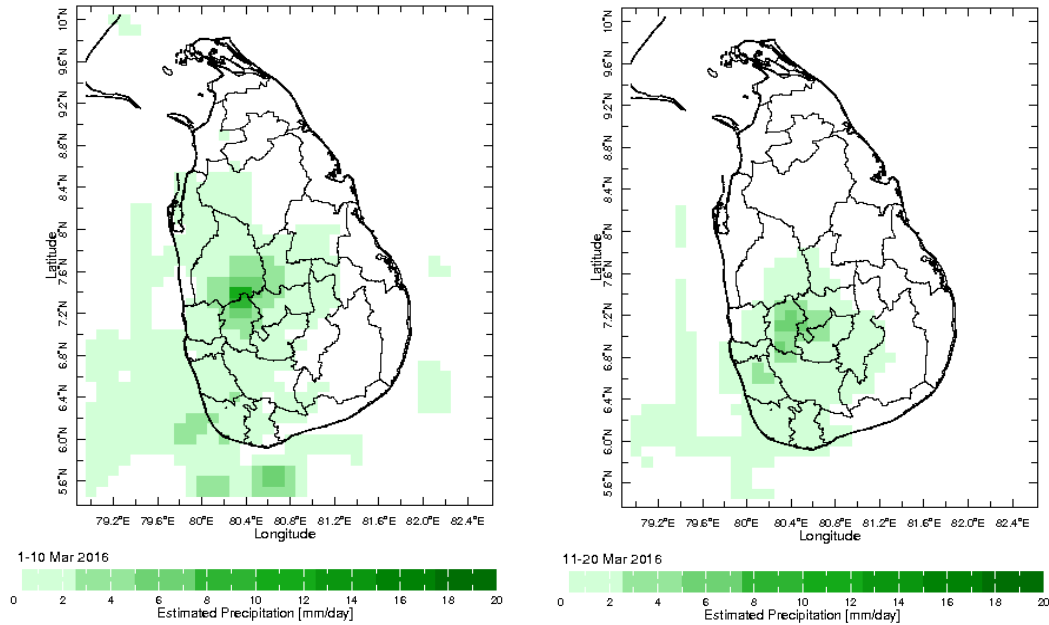 10°N
9.6°N
9.2°N
8.8°N
8.4°N
8°N
7.6°N
7.2°N
6.8°N
6.4°N
6.0°N
5.6°N
Latitude
79.2°E 79.6°E 80°E 80.4°E 80.8°E 81.2°E 81.6°E 82.0°E 82.4°E
Longitude
1-10 Mar 2016
0 2 4 6 8 10 12 14 16 18 20
Estimated Precipitation [mm/day]
10°N
9.6°N
9.2°N
8.8°N
8.4°N
8°N
7.6°N
7.2°N
6.8°N
6.4°N
6.0°N
5.6°N
Latitude
79.2°E 79.6°E 80°E 80.4°E 80.8°E 81.2°E 81.6°E 82.0°E 82.4°E
Longitude
11-20 Mar 2016
0 2 4 6 8 10 12 14 16 18 20
Estimated Precipitation [mm/day]